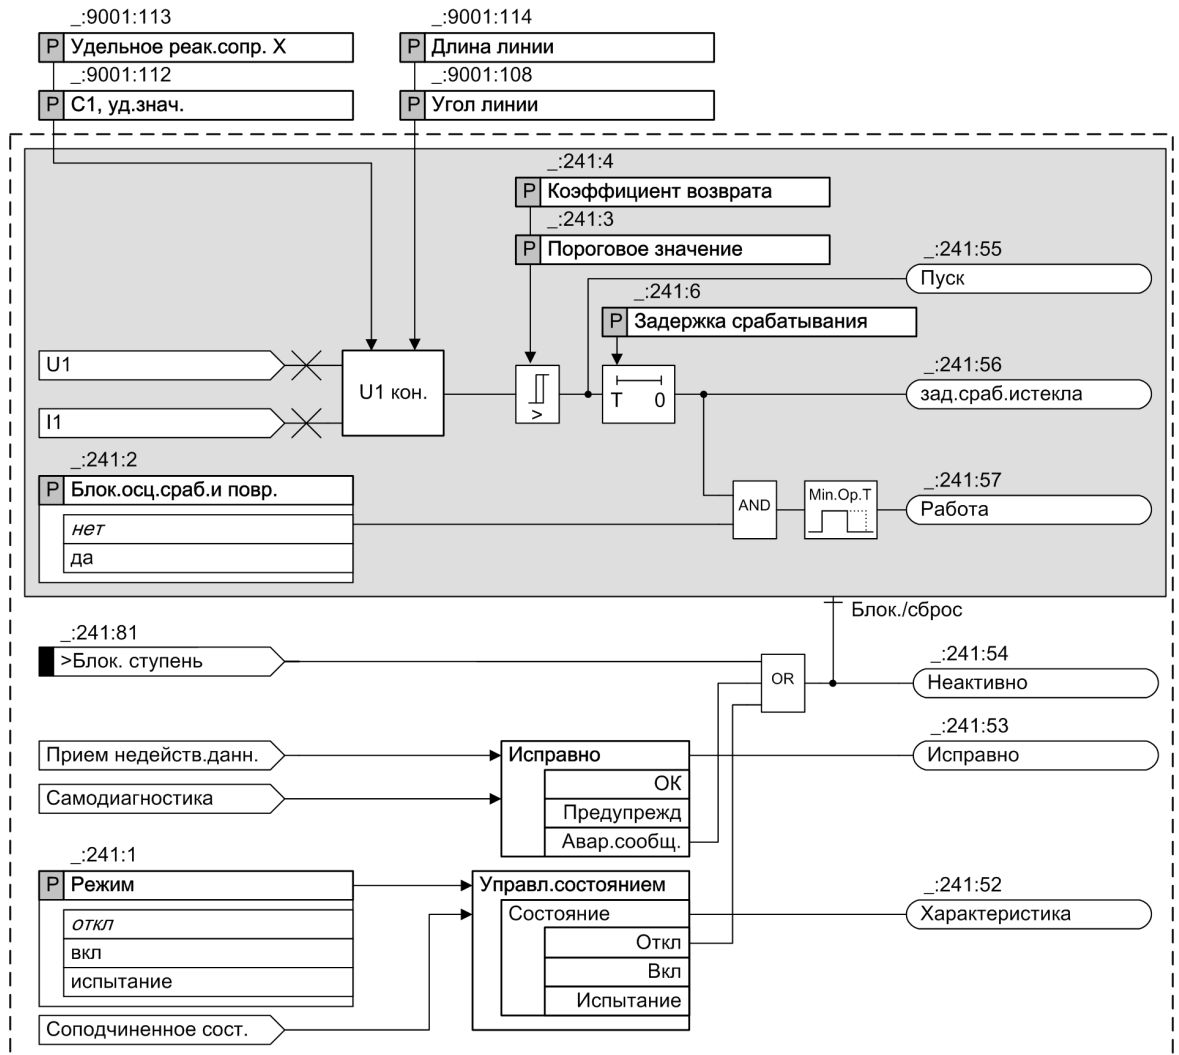 _:9001:113
P Удельное реак.сопр. X
_:9001:112
P C1, уд.знач.
_:9001:114
P Длина линии
_:9001:108
P Угол линии
_:241:4
P Коэффициент возврата
_:241:3
P Пороговое значение
_:241:55
Пуск
_:241:6
P Задержка срабатывания
U1
I1
U1 кон.
>
T 0
_:241:56
зад.сраб.истекла
_:241:2
P Блок.осц.сраб.и повр.
нет
да
AND
Min.Op.T
_:241:57
Работа
Блок./сброс
_:241:81
>Блок. ступень
OR
_:241:54
Неактивно
_:241:53
Исправно
Прием недейств.данн.
Самодиагностика
Исправно
ОК
Предупрежд
Авар.сообщ.
_:241:1
P Режим
откл
вкл
испытание
Соподчиненное сост.
Управл.состоянием
Состояние
Откл
Вкл
Испытание
_:241:52
Характеристика